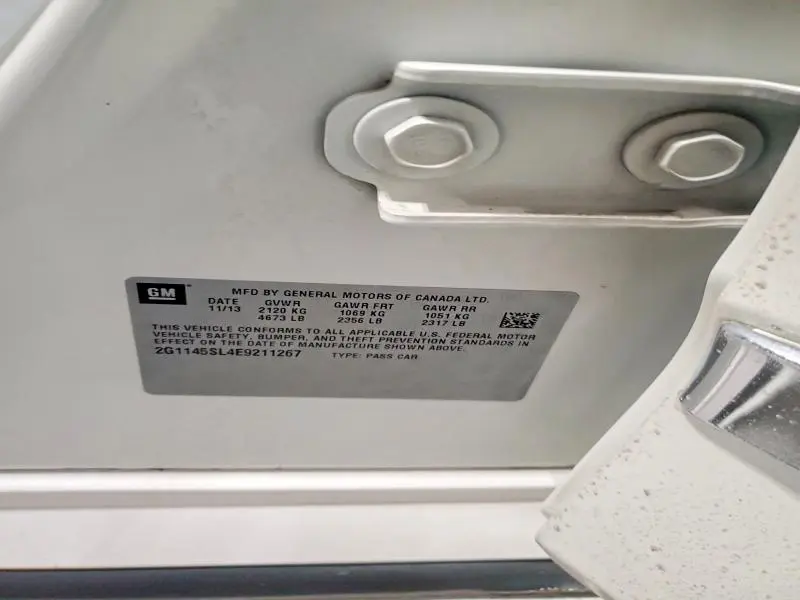 GM
MFD BY GENERAL MOTORS OF CANADA LTD.
DATE GVWR GAWR FRT GAWR RR
11/13 2120 KG 1069 KG 1051 KG
4673 LB 2356 LB 2317 LB
THIS VEHICLE CONFORMS TO ALL APPLICABLE U.S. FEDERAL MOTOR
VEHICLE SAFETY, BUMPER, AND THEFT PREVENTION STANDARDS IN
EFFECT ON THE DATE OF MANUFACTURE SHOWN ABOVE.
2G1145SL4E9211267 TYPE: PASS CAR